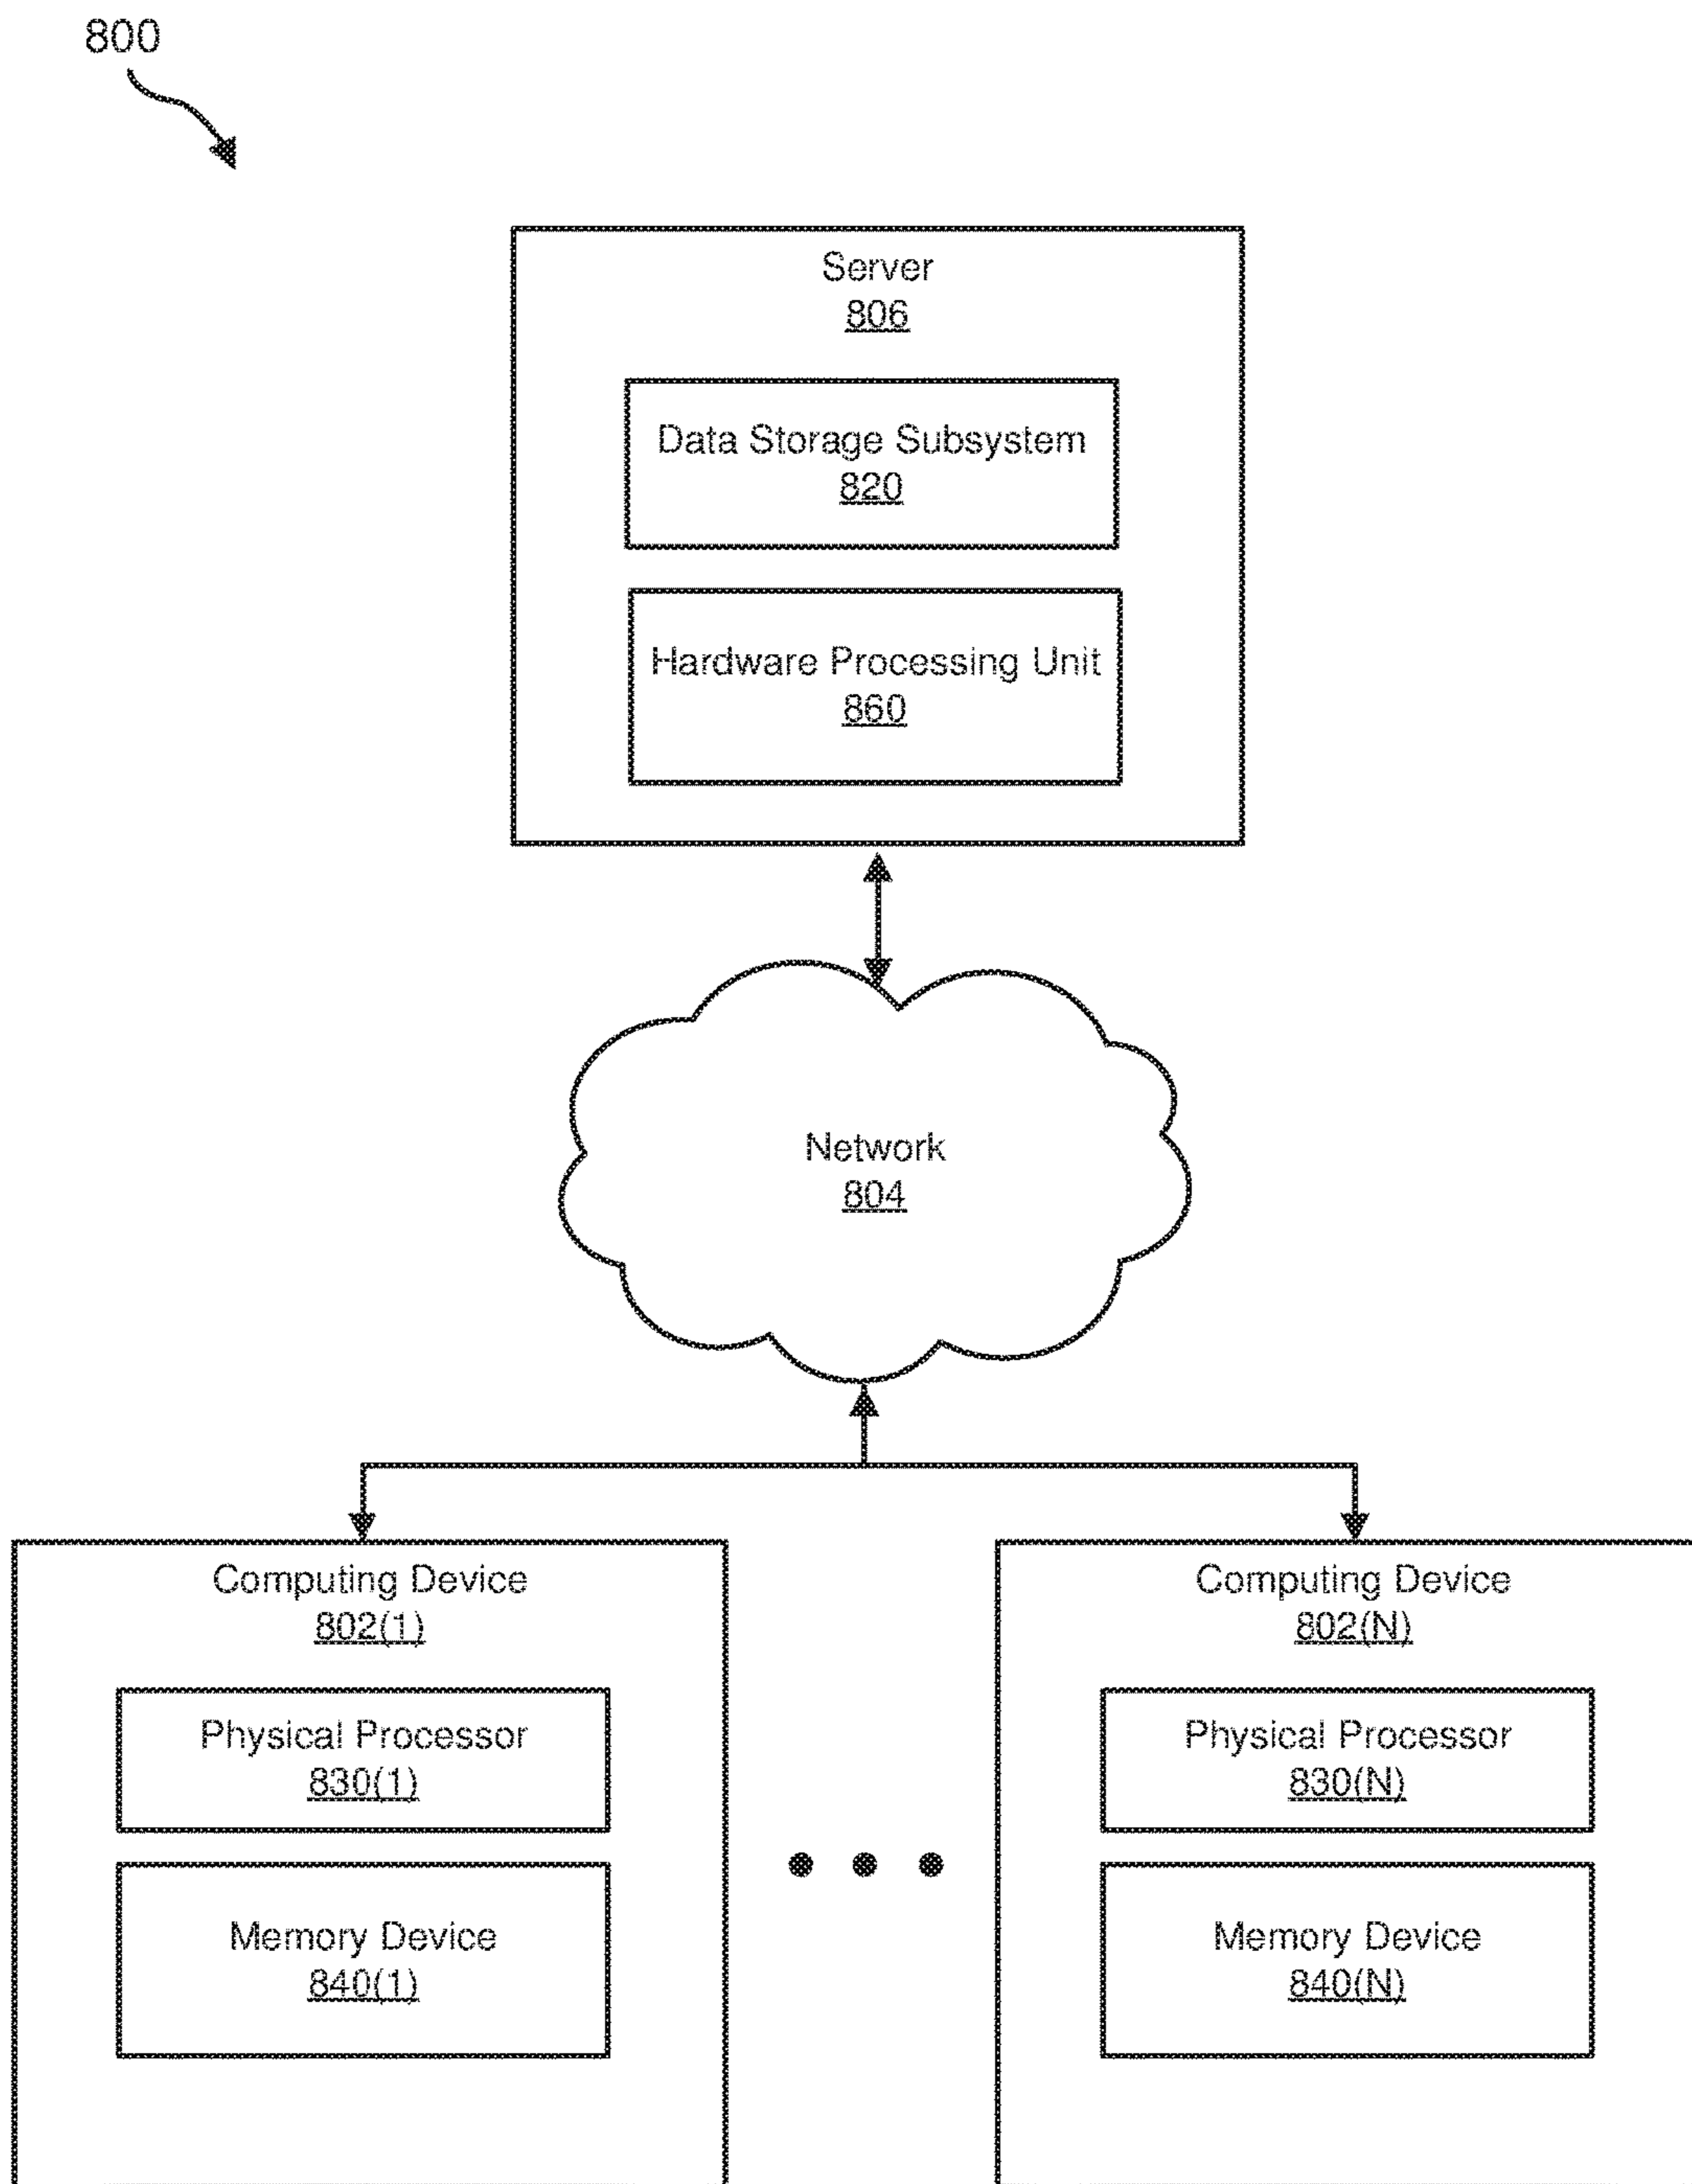 800
Server
806
Data Storage Subsystem
820
Hardware Processing Unit
860
Network
804
Computing Device
802(1)
Physical Processor
830(1)
Memory Device
840(1)
Computing Device
802(N)
Physical Processor
830(N)
Memory Device
840(N)